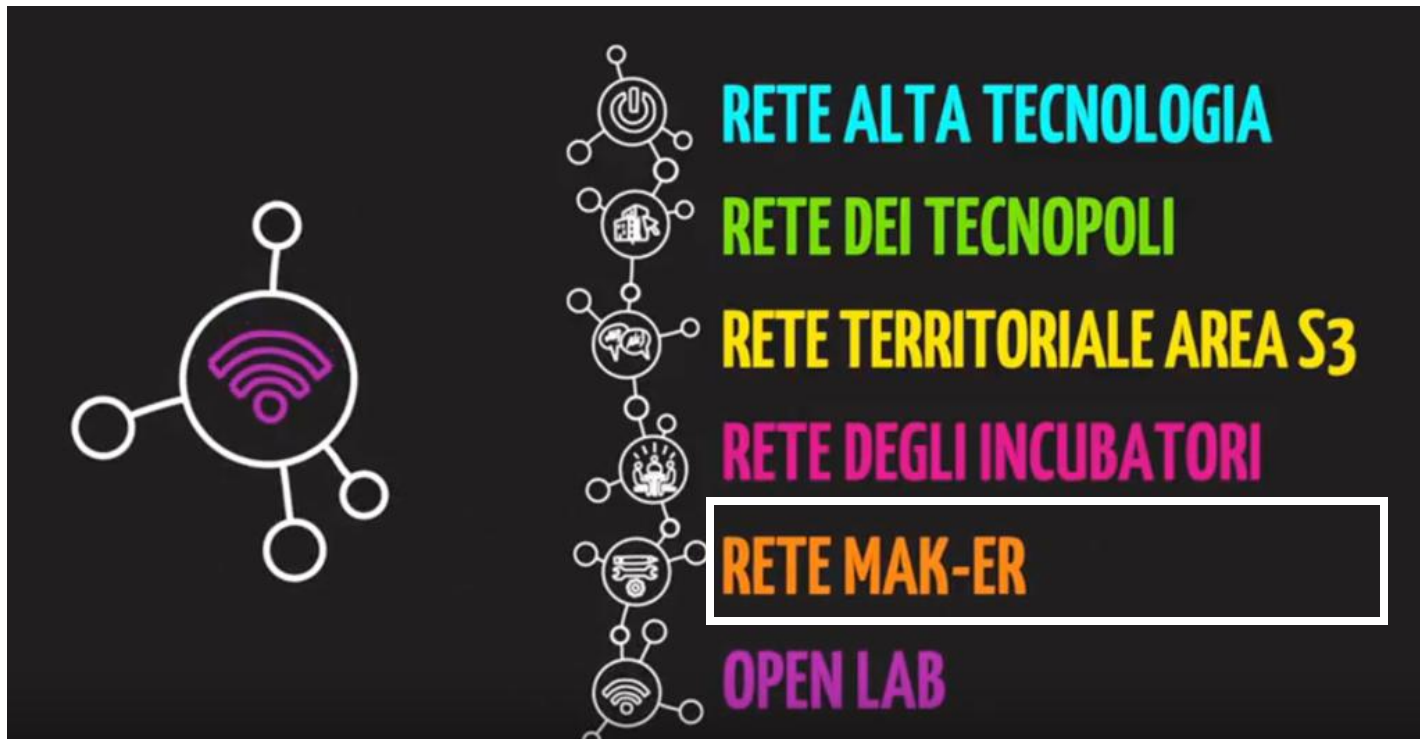 RETE ALTA TECNOLOGIA
RETE DEI TECNOPOLI
RETE TERRITORIALE AREA S3
RETE DEGLI INCUBATORI
RETE MAK-ER
OPEN LAB